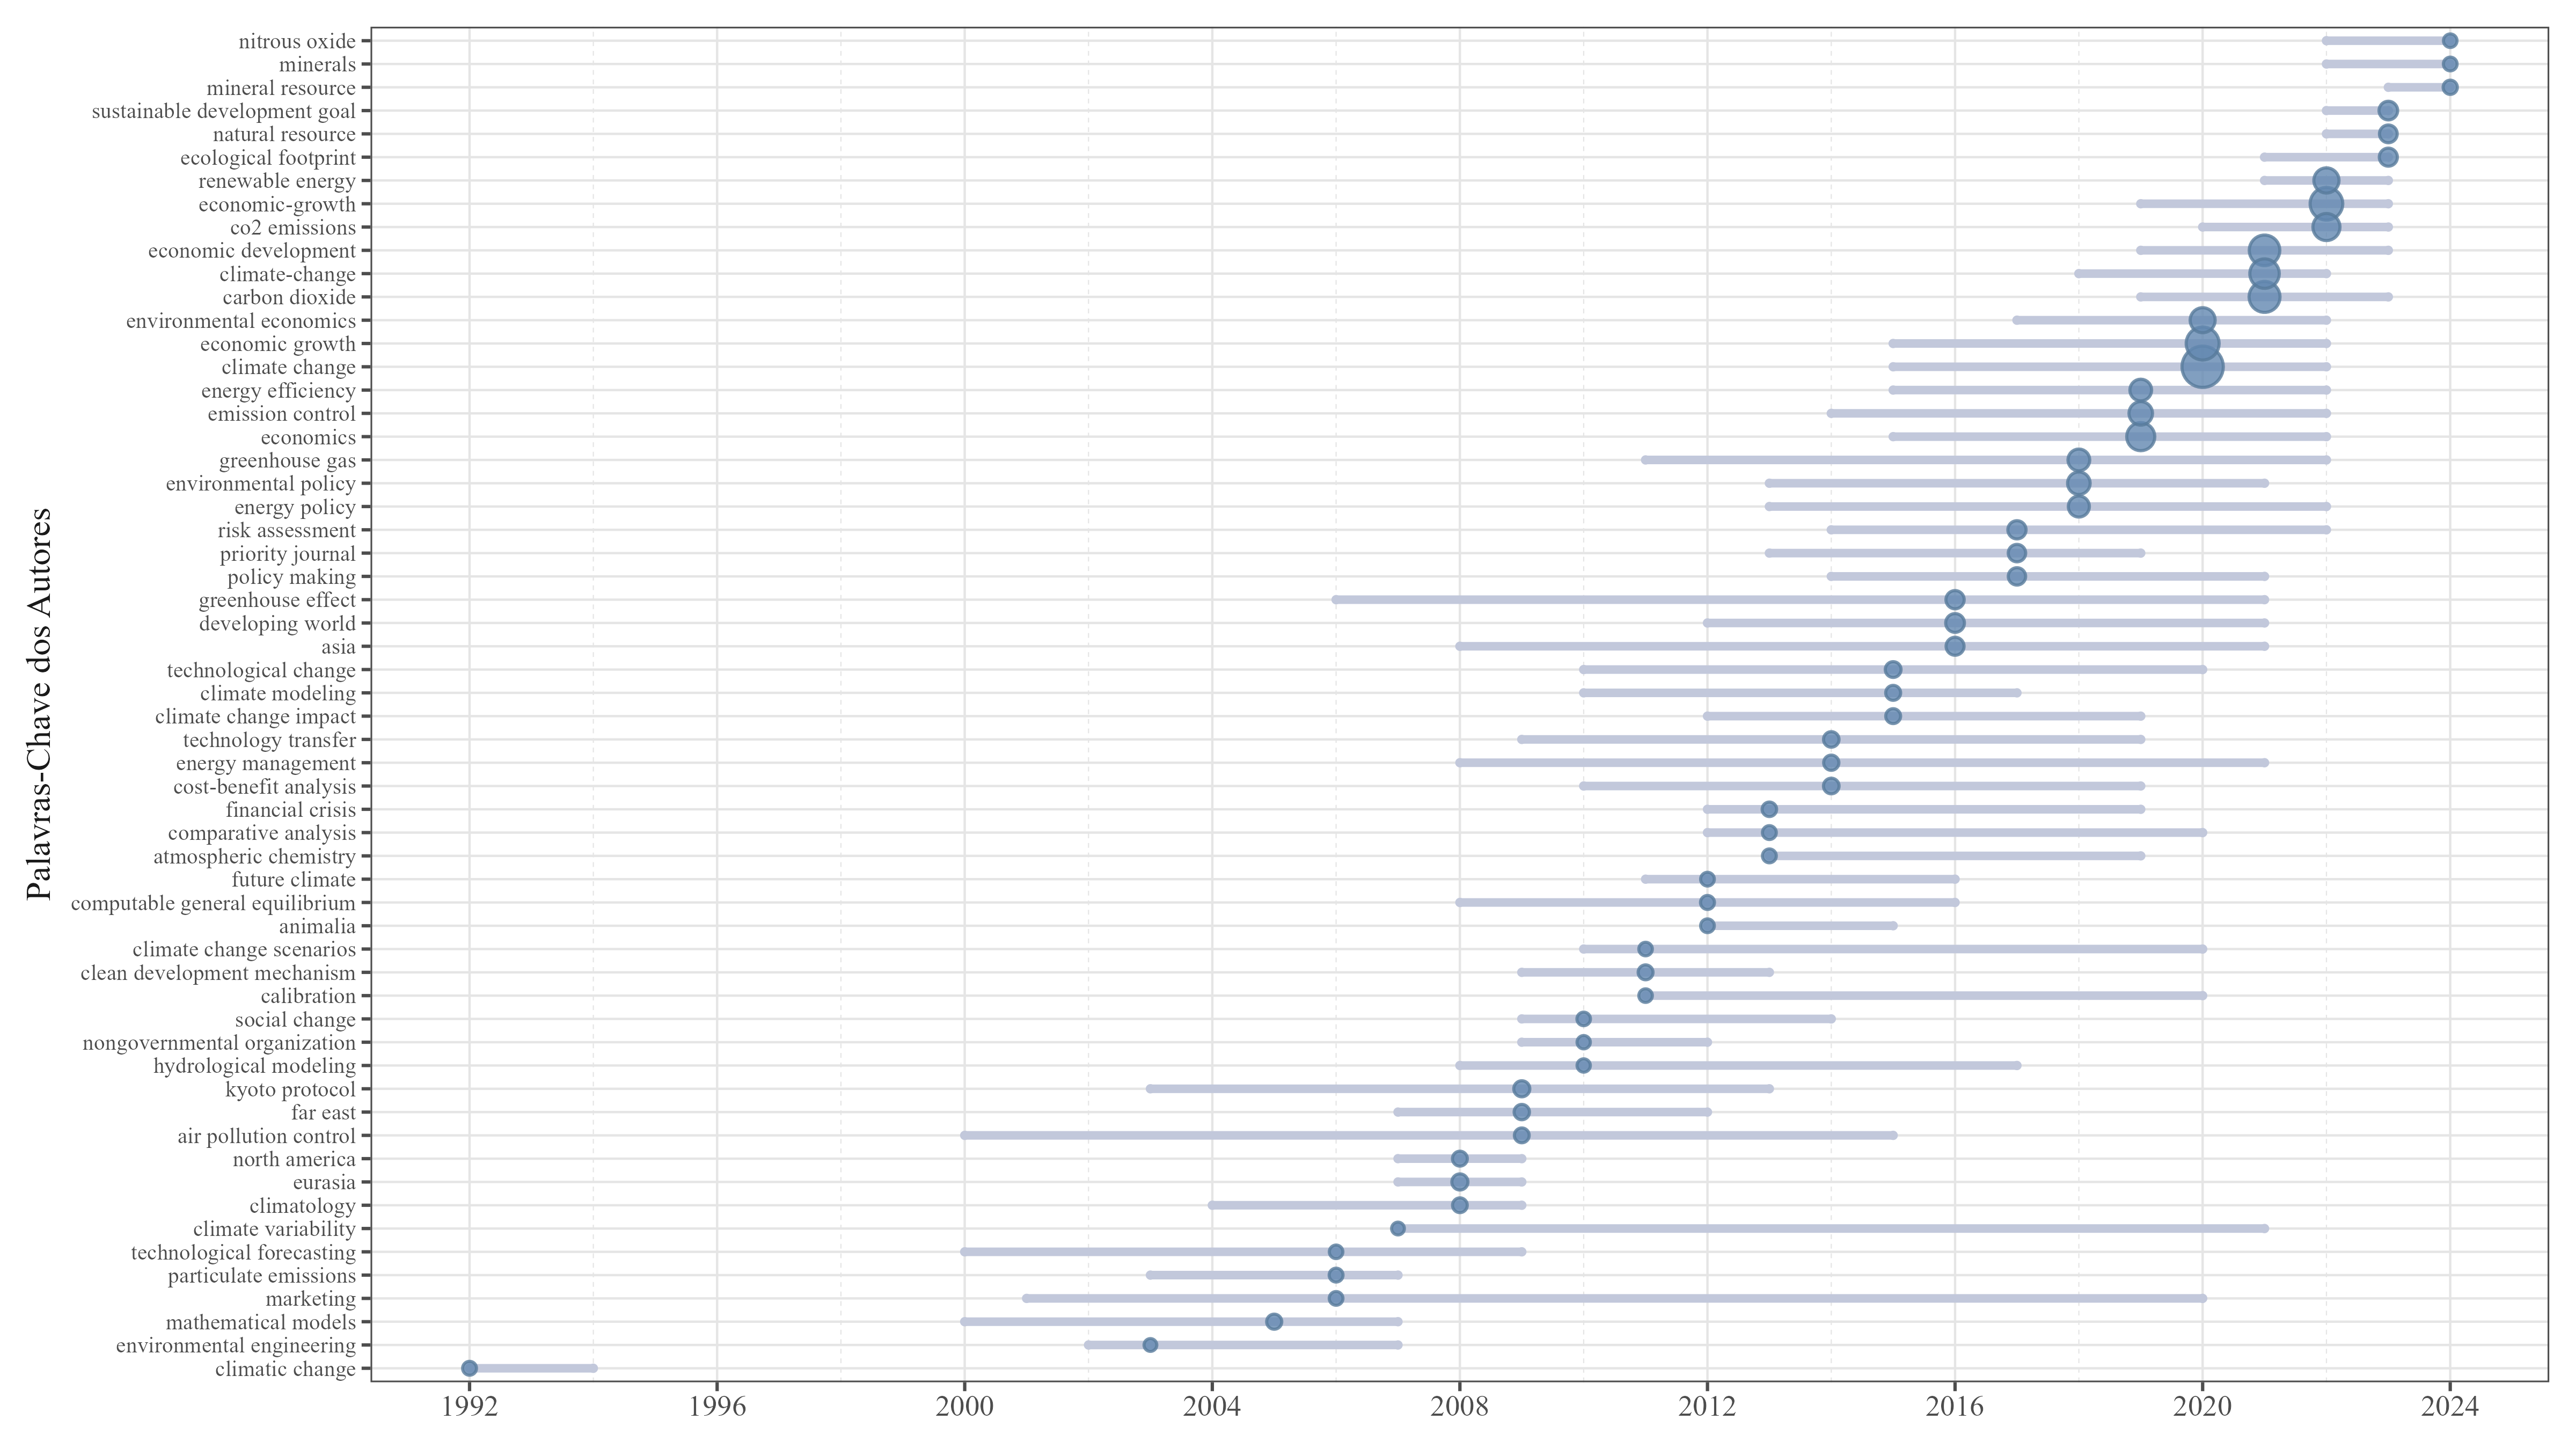 Palavras-Chave dos Autores
nitrous oxide
minerals
mineral resource
sustainable development goal
natural resource
ecological footprint
renewable energy
economic-growth
co2 emissions
economic development
climate-change
carbon dioxide
environmental economics
economic growth
climate change
energy efficiency
emission control
economics
greenhouse gas
environmental policy
energy policy
risk assessment
priority journal
policy making
greenhouse effect
developing world
asia
technological change
climate modeling
climate change impact
technology transfer
energy management
cost-benefit analysis
financial crisis
comparative analysis
atmospheric chemistry
future climate
computable general equilibrium
animalia
climate change scenarios
clean development mechanism
calibration
social change
nongovernmental organization
hydrological modeling
kyoto protocol
far east
air pollution control
north america
eurasia
climatology
climate variability
technological forecasting
particulate emissions
marketing
mathematical models
environmental engineering
climatic change
1992 1996 2000 2004 2008 2012 2016 2020 2024